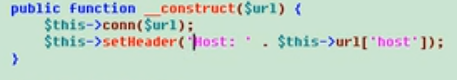 public function __construct($url) {
    $this->conn($url);
    $this->setHeader('Host: ' . $this->url['host']);
}